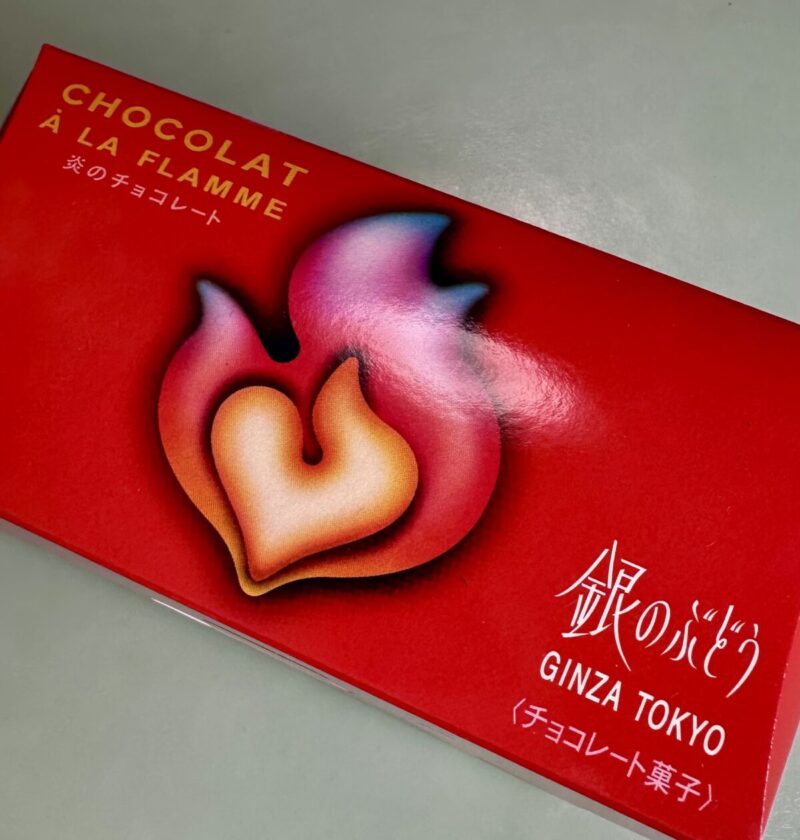 CHOCOLAT
À LA FLAMME
炎のチョコレート
銀のぶどう
GINZA TOKYO
〈チョコレート菓子〉